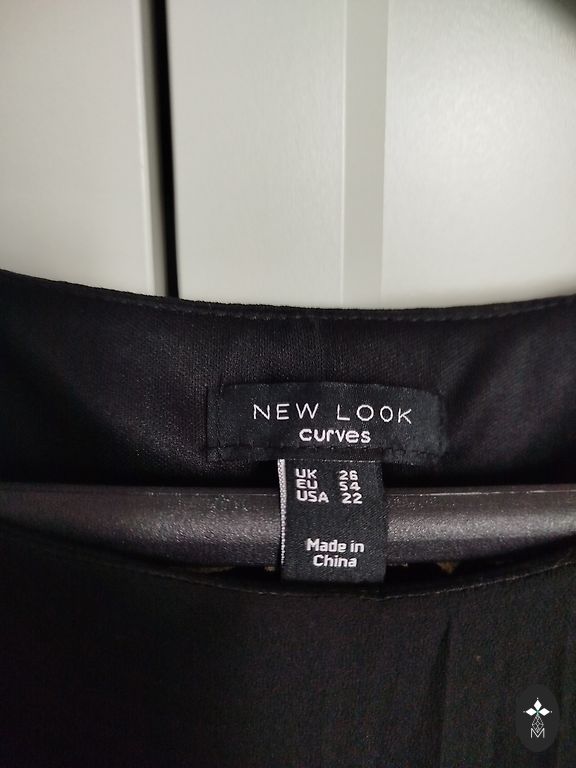 NEW LOOK
curves
UK 26
EU 54
USA 22
Made in
China
M